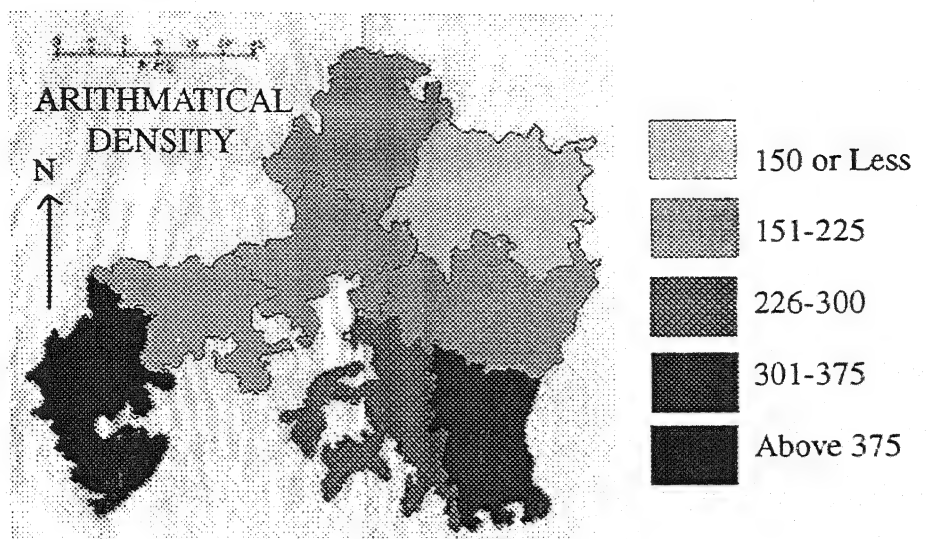 ARITHMATICAL
DENSITY
N
150 or Less
151-225
226-300
301-375
Above 375